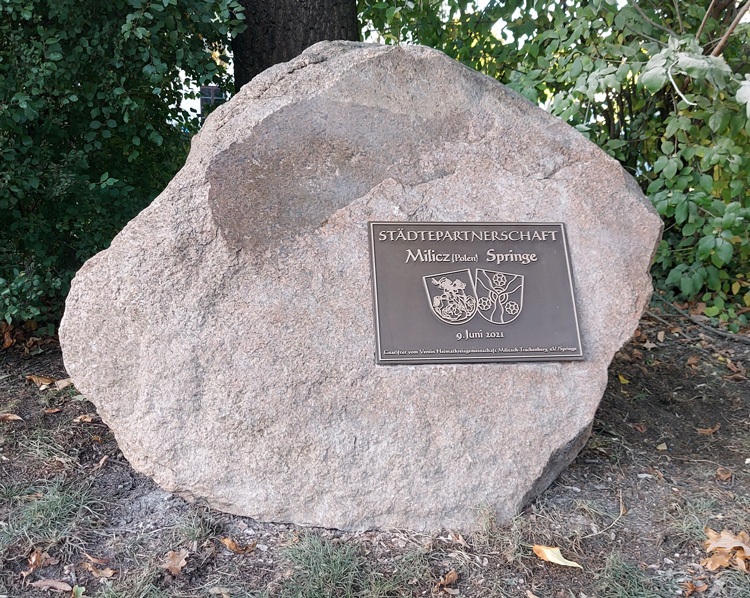 STÄDTEPARTNERSCHAFT
Milicz (Polen) Springe
9. Juni 2021
Gestiftet vom Verein Heimatkreisgemeinschaft Militsch-Trachenberg, e.V./Springe